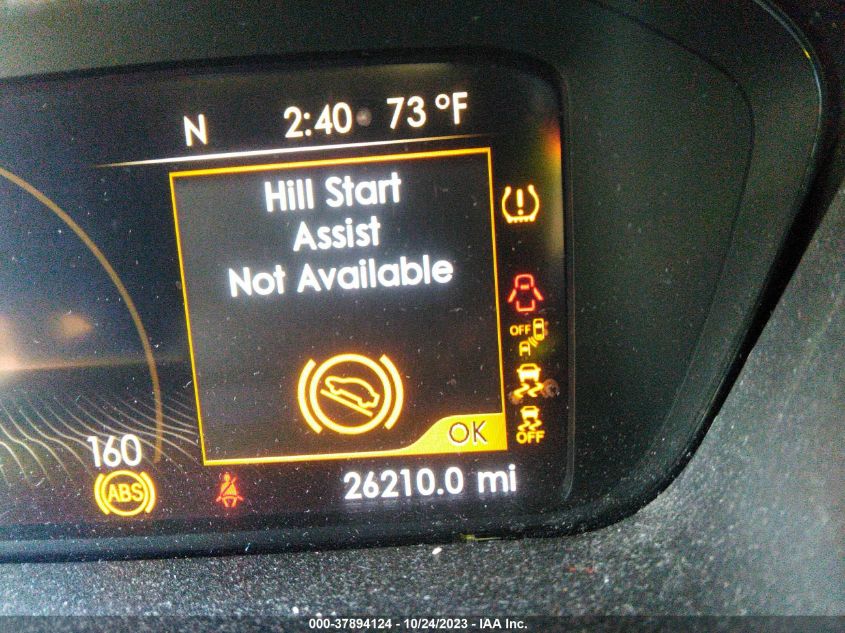 N 2:40 73 °F
Hill Start
Assist
Not Available
OFF
OK
OFF
160
ABS
26210.0 mi
000-37894124 - 10/24/2023 - IAA Inc.